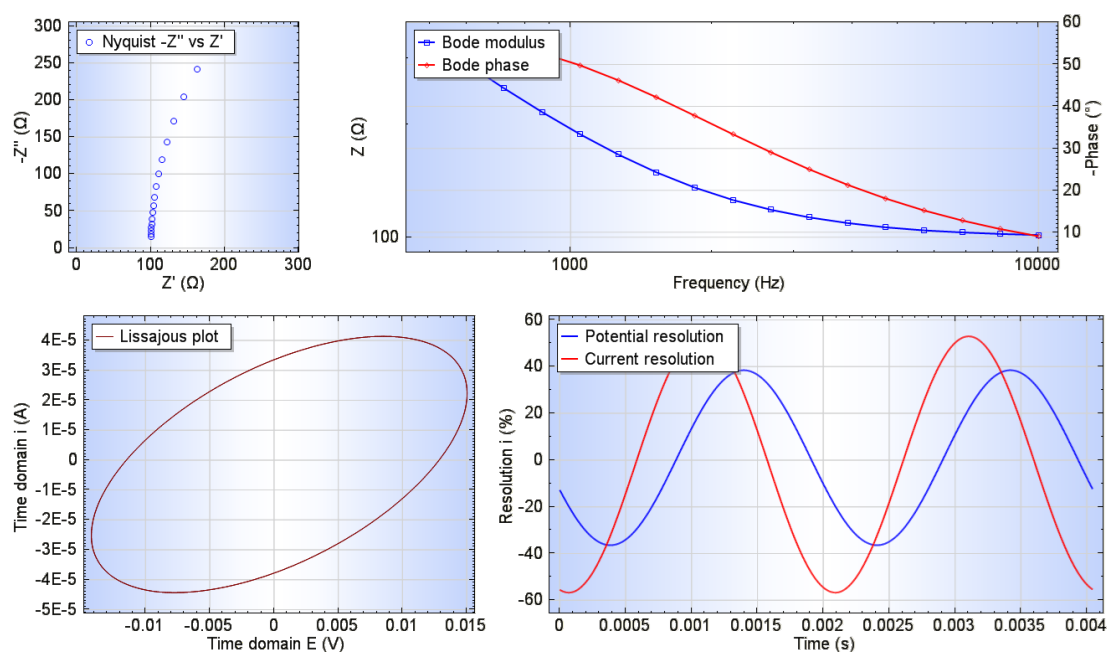 Nyquist -Z'' vs Z'
300
250
200
150
100
50
0
-Z'' (Ω)
0 100 200 300
Z' (Ω)
Bode modulus
Bode phase
Z (Ω)
100
60
50
40
30
20
10
-Phase (°)
1000 10000
Frequency (Hz)
Lissajous plot
4E-5
3E-5
2E-5
1E-5
0
-1E-5
-2E-5
-3E-5
-4E-5
-5E-5
Time domain i (A)
-0.01 -0.005 0 0.005 0.01 0.015
Time domain E (V)
Potential resolution
Current resolution
60
40
20
0
-20
-40
-60
Resolution i (%)
0 0.0005 0.001 0.0015 0.002 0.0025 0.003 0.0035 0.004
Time (s)